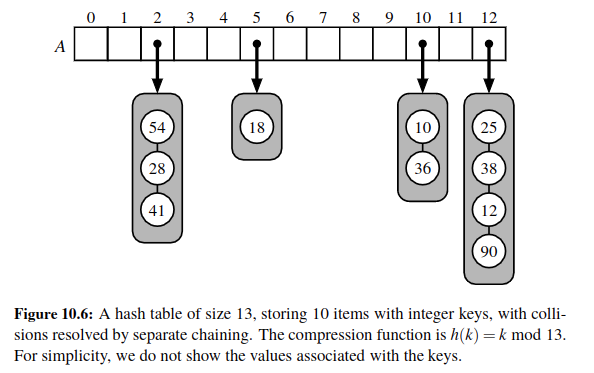 0 1 2 3 4 5 6 7 8 9 10 11 12
A
54 18 10 25
28 36 38
41 12
90
Figure 10.6: A hash table of size 13, storing 10 items with integer keys, with colli-
sions resolved by separate chaining. The compression function is h(k) = k mod 13.
For simplicity, we do not show the values associated with the keys.